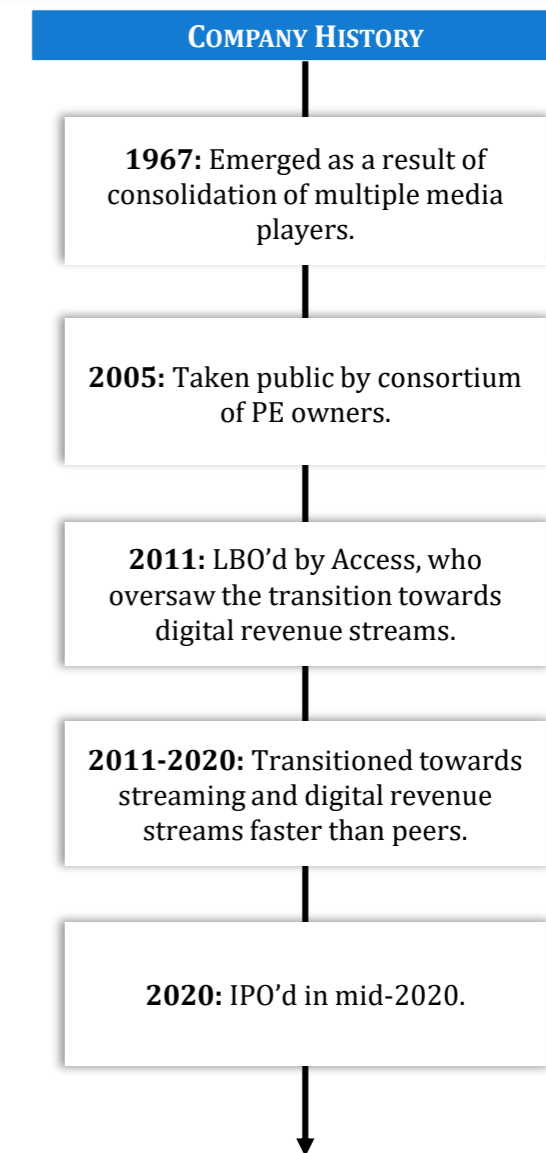 COMPANY HISTORY
1967: Emerged as a result of
consolidation of multiple media
players.
2005: Taken public by consortium
of PE owners.
2011: LBO’d by Access, who
oversaw the transition towards
digital revenue streams.
2011-2020: Transitioned towards
streaming and digital revenue
streams faster than peers.
2020: IPO’d in mid-2020.